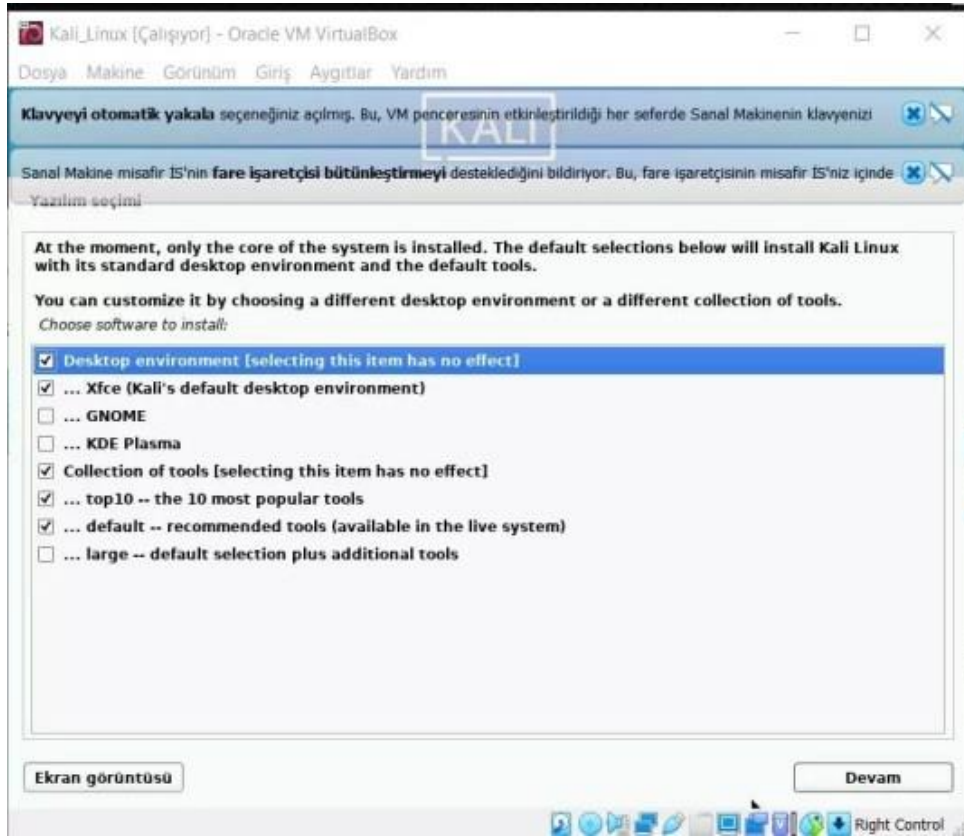 Kali_Linux [Çalışıyor] - Oracle VM VirtualBox
Dosya Makine Görünüm Giriş Aygıtlar Yardım
Klavyeyi otomatik yakala seçeneğiniz açılmış. Bu, VM penceresinin etkinleştirildiği her seferde Sanal Makinenin klavyenizi
KALI
Sanal Makine misafir İS'nin fare işaretçisi bütünleştirmeyi desteklediğini bildiriyor. Bu, fare işaretçisinin misafir İS'niz içinde
Yazılım seçimi
At the moment, only the core of the system is installed. The default selections below will install Kali Linux
with its standard desktop environment and the default tools.
You can customize it by choosing a different desktop environment or a different collection of tools.
Choose software to install:
Desktop environment [selecting this item has no effect]
... Xfce (Kali's default desktop environment)
... GNOME
... KDE Plasma
Collection of tools [selecting this item has no effect]
... top10 -- the 10 most popular tools
... default -- recommended tools (available in the live system)
... large -- default selection plus additional tools
Ekran görüntüsü
Devam
Right Control